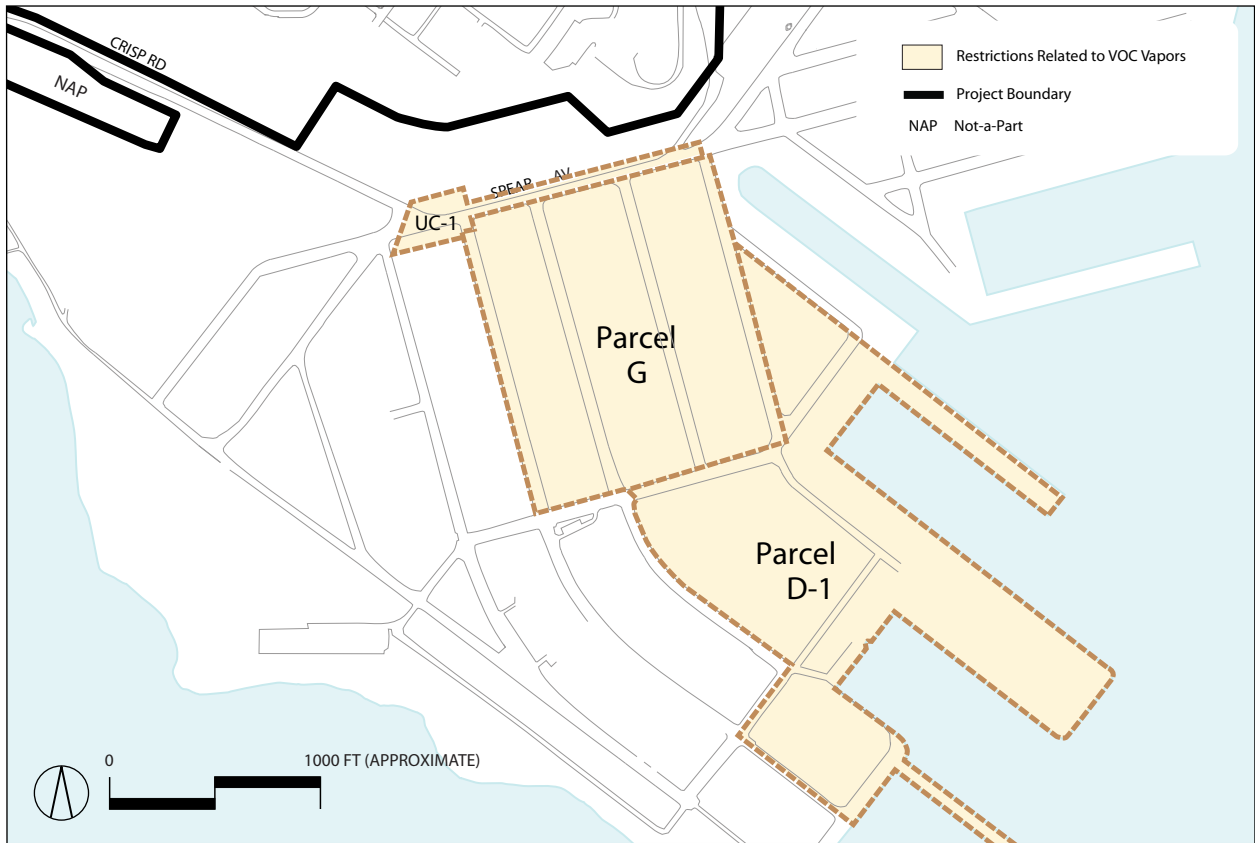 CRISP RD
NAP
Restrictions Related to VOC Vapors
Project Boundary
NAP Not-a-Part
SPEAR AV
UC-1
Parcel
G
Parcel
D-1
0 1000 FT (APPROXIMATE)